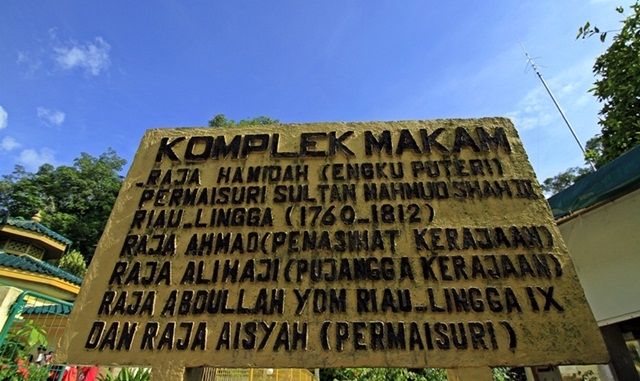 KOMPLEK MAKAM
-RAJA HAMIDAH (ENGKU PUTERI)
PERMAISURI SULTAN MAHMUD SHAH III
RIAU-LINGGA (1760-1812)
RAJA AHMAD (PENASIHAT KERAJAAN)
RAJA ALI HAJI (PUJANGGA KERAJAAN)
RAJA ABDULLAH YDM RIAU-LINGGA IX
DAN RAJA AISYAH (PERMAISURI)